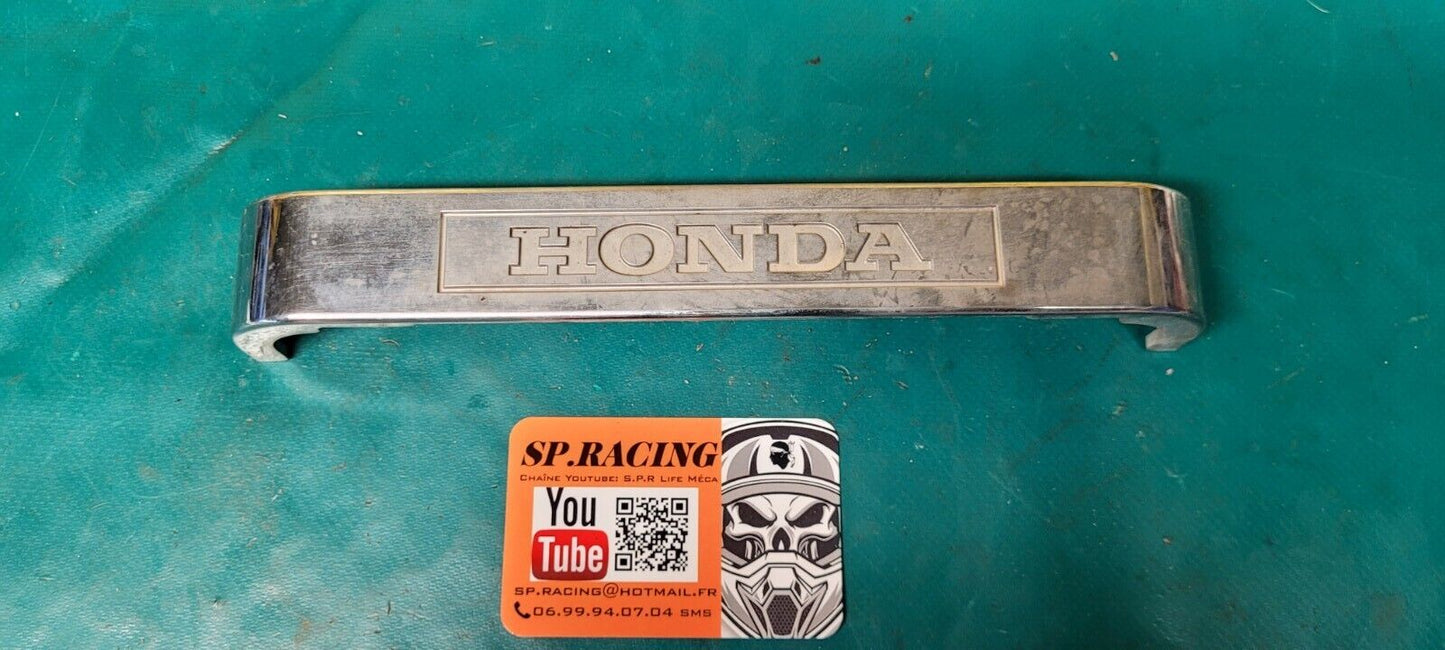 HONDA
SP.RACING
CHAÎNE YOUTUBE: S.P.R LIFE MÉCA
You
Tube
SP.RACING@HOTMAIL.FR
06.99.94.07.04 SMS